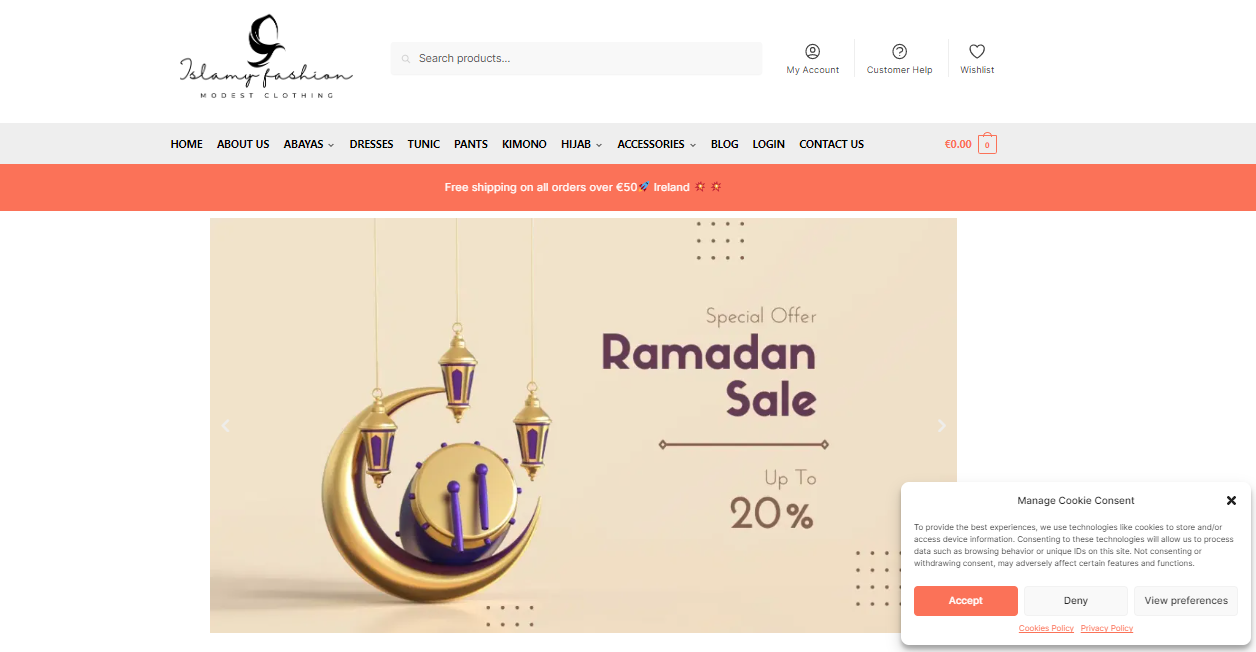 Islamy fashion
MODEST CLOTHING
Search products...
My Account
Customer Help
Wishlist
HOME ABOUT US ABAYAS DRESSES TUNIC PANTS KIMONO HIJAB ACCESSORIES BLOG LOGIN CONTACT US
€0.00 0
Free shipping on all orders over €50🚀 Ireland 💥 💥
Special Offer
Ramadan
Sale
Up To
20%
Manage Cookie Consent
To provide the best experiences, we use technologies like cookies to store and/or
access device information. Consenting to these technologies will allow us to process
data such as browsing behavior or unique IDs on this site. Not consenting or
withdrawing consent, may adversely affect certain features and functions.
Accept
Deny
View preferences
Cookies Policy Privacy Policy